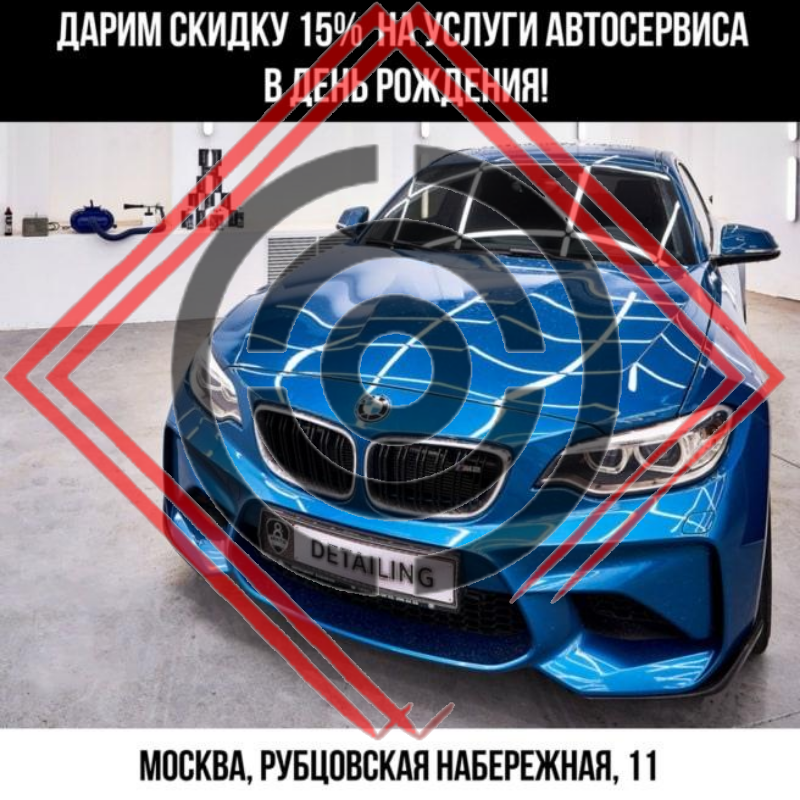 ДАРИМ СКИДКУ 15% НА УСЛУГИ АВТОСЕРВИСА
В ДЕНЬ РОЖДЕНИЯ!
DETAILING
МОСКВА, РУБЦОВСКАЯ НАБЕРЕЖНАЯ, 11